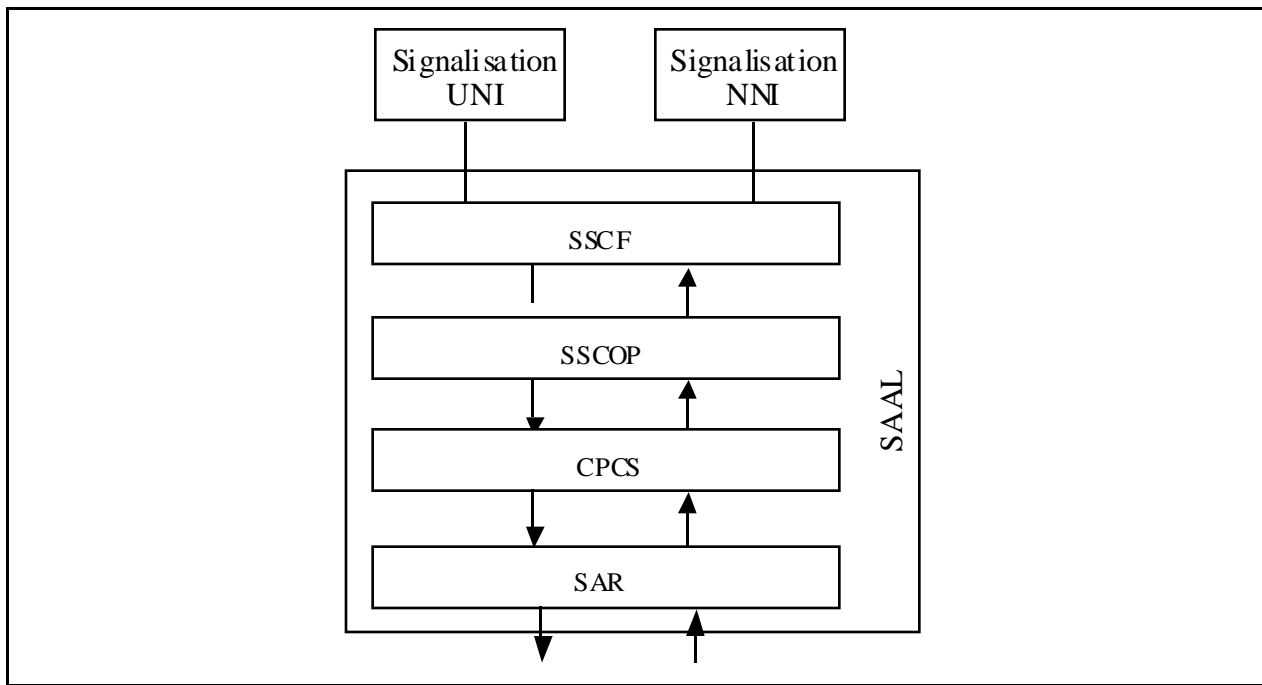 Signalisation
UNI
Signalisation
NNI
SSCF
SSCOP
CPCS
SAR
SAAL